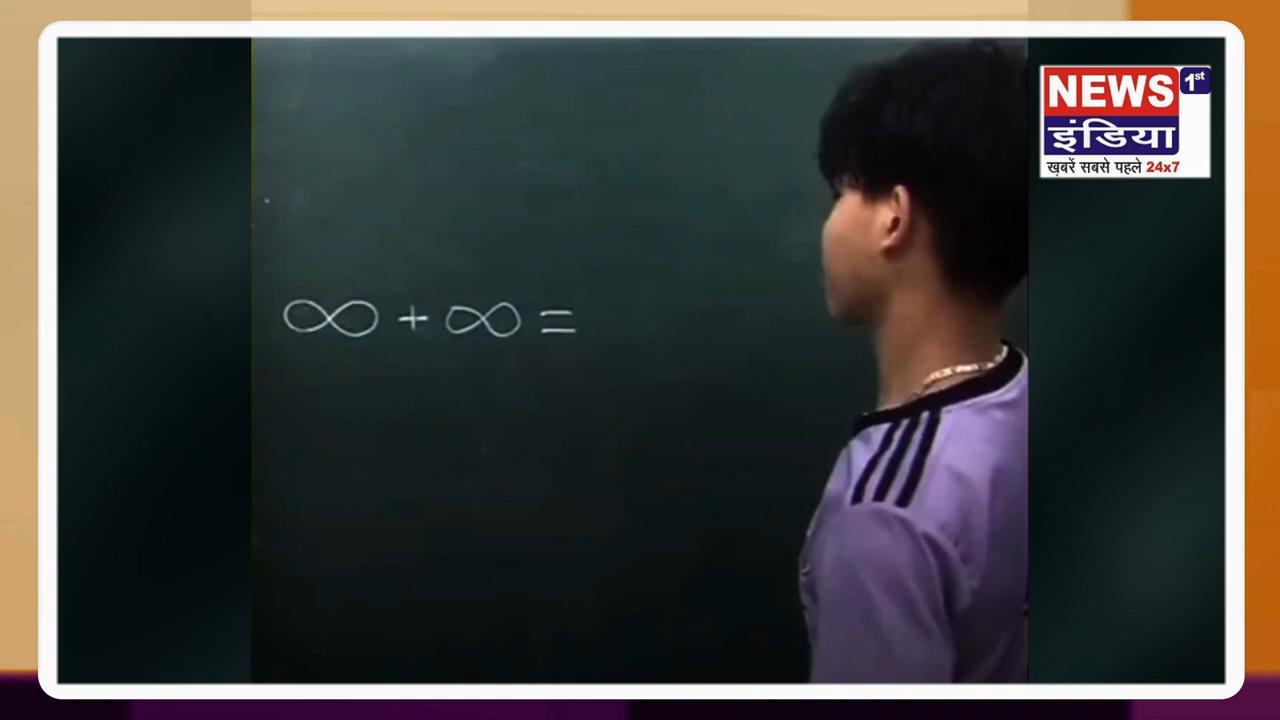 NEWS 1st
इंडिया
ख़बरें सबसे पहले 24x7
∞ + ∞ =